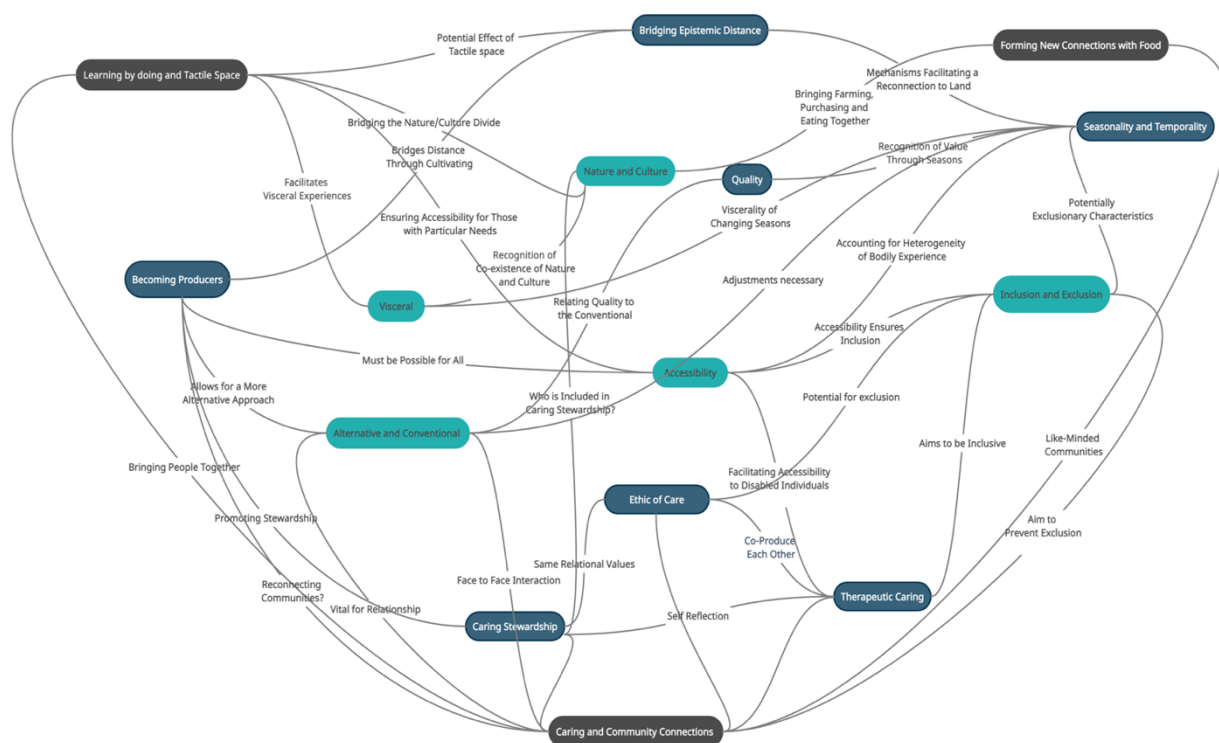 Bridging Epistemic Distance
Potential Effect of
Tactile space
Forming New Connections with Food
Learning by doing and Tactile Space
Mechanisms Facilitating a
Reconnection to Land
Bringing Farming,
Purchasing and
Eating Together
Bridging the Nature/Culture Divide
Seasonality and Temporality
Bridges Distance
Through Cultivating
Recognition of Value
Through Seasons
Nature and Culture
Quality
Facilitates
Visceral Experiences
Viscerality of
Changing Seasons
Potentially
Exclusionary Characteristics
Ensuring Accessibility for Those
with Particular Needs
Accounting for Heterogeneity
of Bodily Experience
Recognition of
Co-existence of Nature
and Culture
Becoming Producers
Adjustments necessary
Visceral
Inclusion and Exclusion
Relating Quality to
the Conventional
Accessibility Ensures
Inclusion
Must be Possible for All
Accessibility
Allows for a More
Alternative Approach
Who is Included in
Caring Stewardship?
Potential for exclusion
Alternative and Conventional
Aims to be Inclusive
Like-Minded
Communities
Bringing People Together
Facilitating Accessibility
to Disabled Individuals
Ethic of Care
Promoting Stewardship
Aim to
Prevent Exclusion
Co-Produce
Each Other
Same Relational Values
Face to Face Interaction
Reconnecting
Communities?
Vital for Relationship
Therapeutic Caring
Self Reflection
Caring Stewardship
Caring and Community Connections